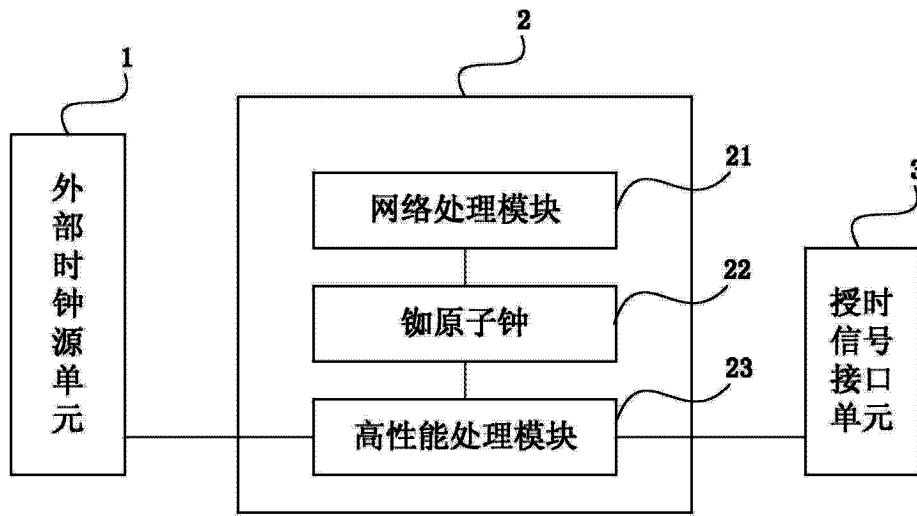 2
1
外部时钟源单元
21
网络处理模块
22
铷原子钟
23
高性能处理模块
3
授时
信号
接口
单元